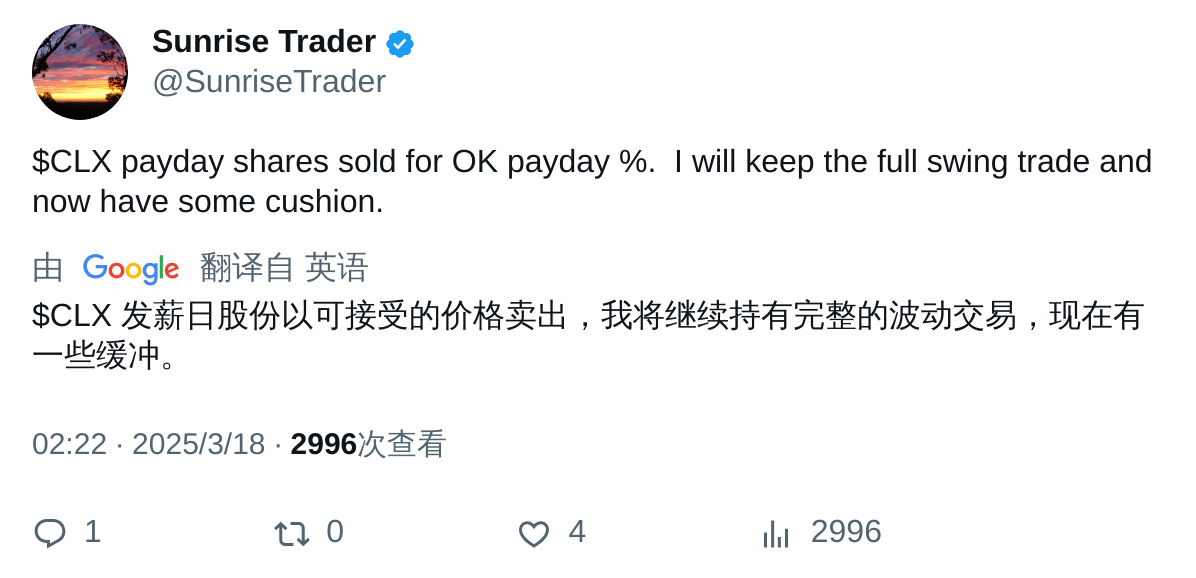 Sunrise Trader
@SunriseTrader
$CLX payday shares sold for OK payday %.  I will keep the full swing trade and
now have some cushion.
由 Google 翻译自 英语
$CLX 发薪日股份以可接受的价格卖出，我将继续持有完整的波动交易，现在有
一些缓冲。
02:22 · 2025/3/18 · 2996次查看
1 0 4 2996